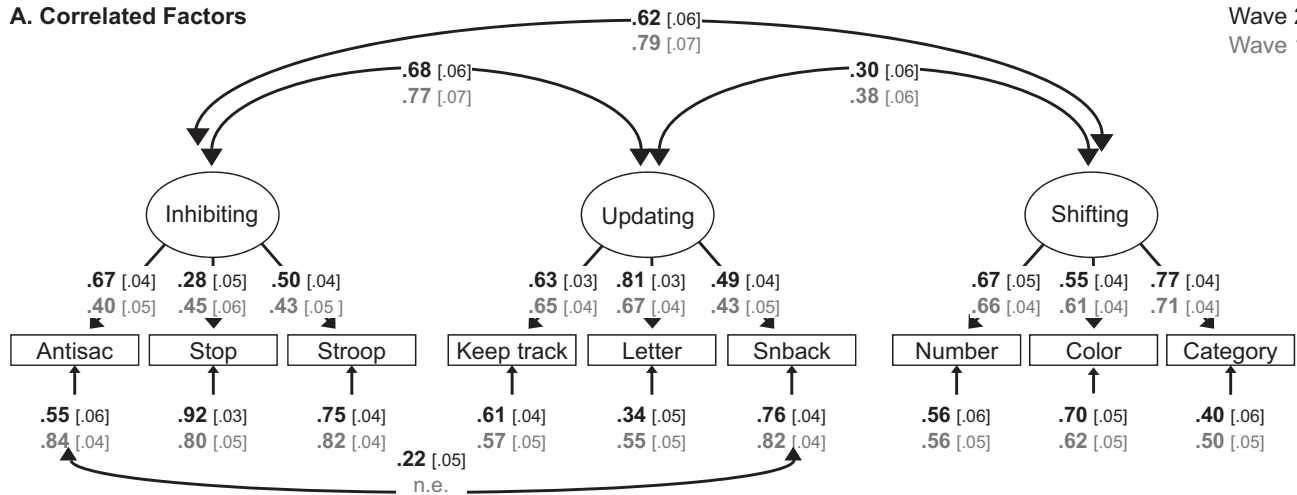 A. Correlated Factors
Wave 2
Wave 1
.62 [.06]
.79 [.07]
.68 [.06]
.77 [.07]
.30 [.06]
.38 [.06]
Inhibiting
Updating
Shifting
.67 [.04] .28 [.05] .50 [.04] .63 [.03] .81 [.03] .49 [.04] .67 [.05] .55 [.04] .77 [.04]
.40 [.05] .45 [.06] .43 [.05 ] .65 [.04] .67 [.04] .43 [.05] .66 [.04] .61 [.04] .71 [.04]
Antisac Stop Stroop Keep track Letter Snback Number Color Category
.55 [.06] .92 [.03] .75 [.04] .61 [.04] .34 [.05] .76 [.04] .56 [.06] .70 [.05] .40 [.06]
.84 [.04] .80 [.05] .82 [.04] .57 [.05] .55 [.05] .82 [.04] .56 [.05] .62 [.05] .50 [.05]
.22 [.05]
n.e.